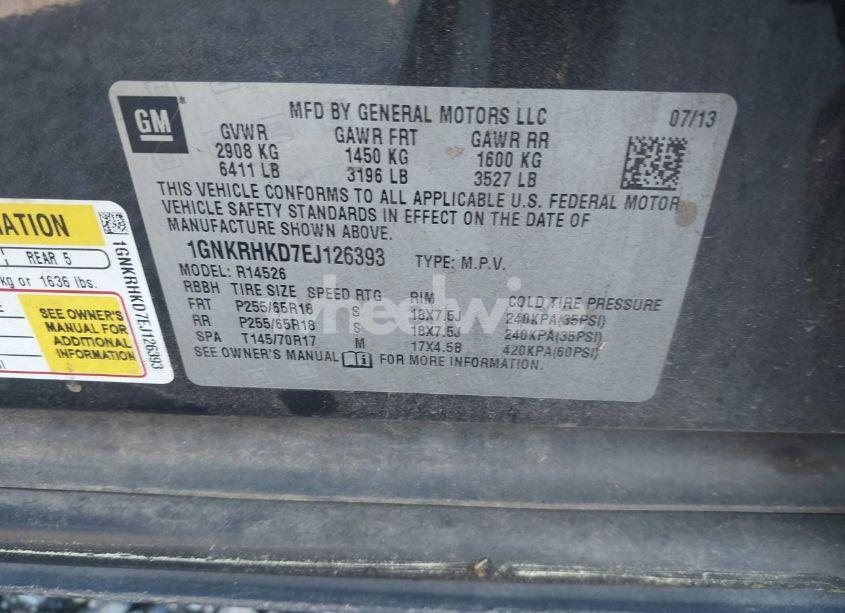 GM
MFD BY GENERAL MOTORS LLC 07/13
GVWR GAWR FRT GAWR RR
2908 KG 1450 KG 1600 KG
6411 LB 3196 LB 3527 LB
THIS VEHICLE CONFORMS TO ALL APPLICABLE U.S. FEDERAL MOTOR
VEHICLE SAFETY STANDARDS IN EFFECT ON THE DATE OF
MANUFACTURE SHOWN ABOVE.
1GNKRHKD7EJ126393 TYPE: M.P.V.
MODEL: R14526
RBBH TIRE SIZE SPEED RTG RIM COLD TIRE PRESSURE
FRT P255/65R18 S 18X7.5J 240KPA(35PSI)
RR P255/65R18 S 18X7.5J 240KPA(35PSI)
SPA T145/70R17 M 17X4.5B 420KPA(60PSI)
SEE OWNER'S MANUAL FOR MORE INFORMATION.
MATION
REAR 5
kg or 1636 lbs.
SEE OWNER'S
MANUAL FOR
ADDITIONAL
INFORMATION
1GNKRHKD7EJ126393